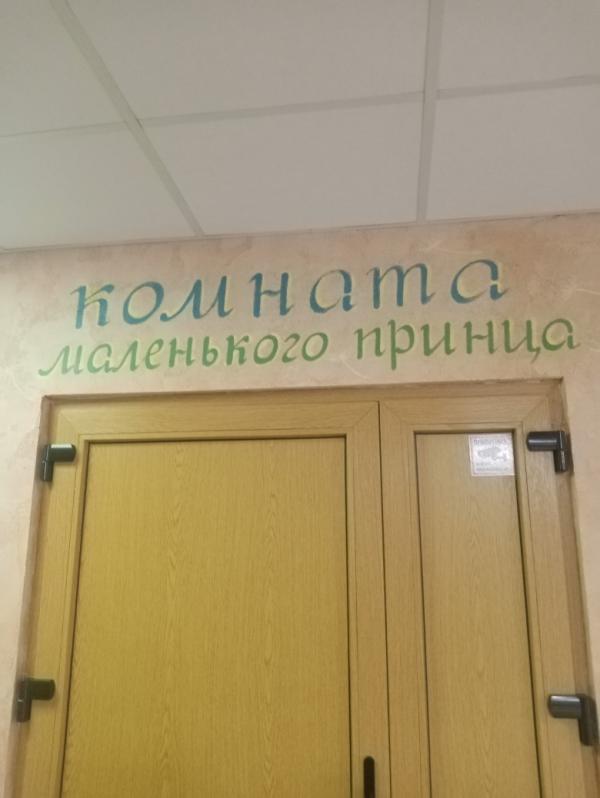 комната
маленького принца